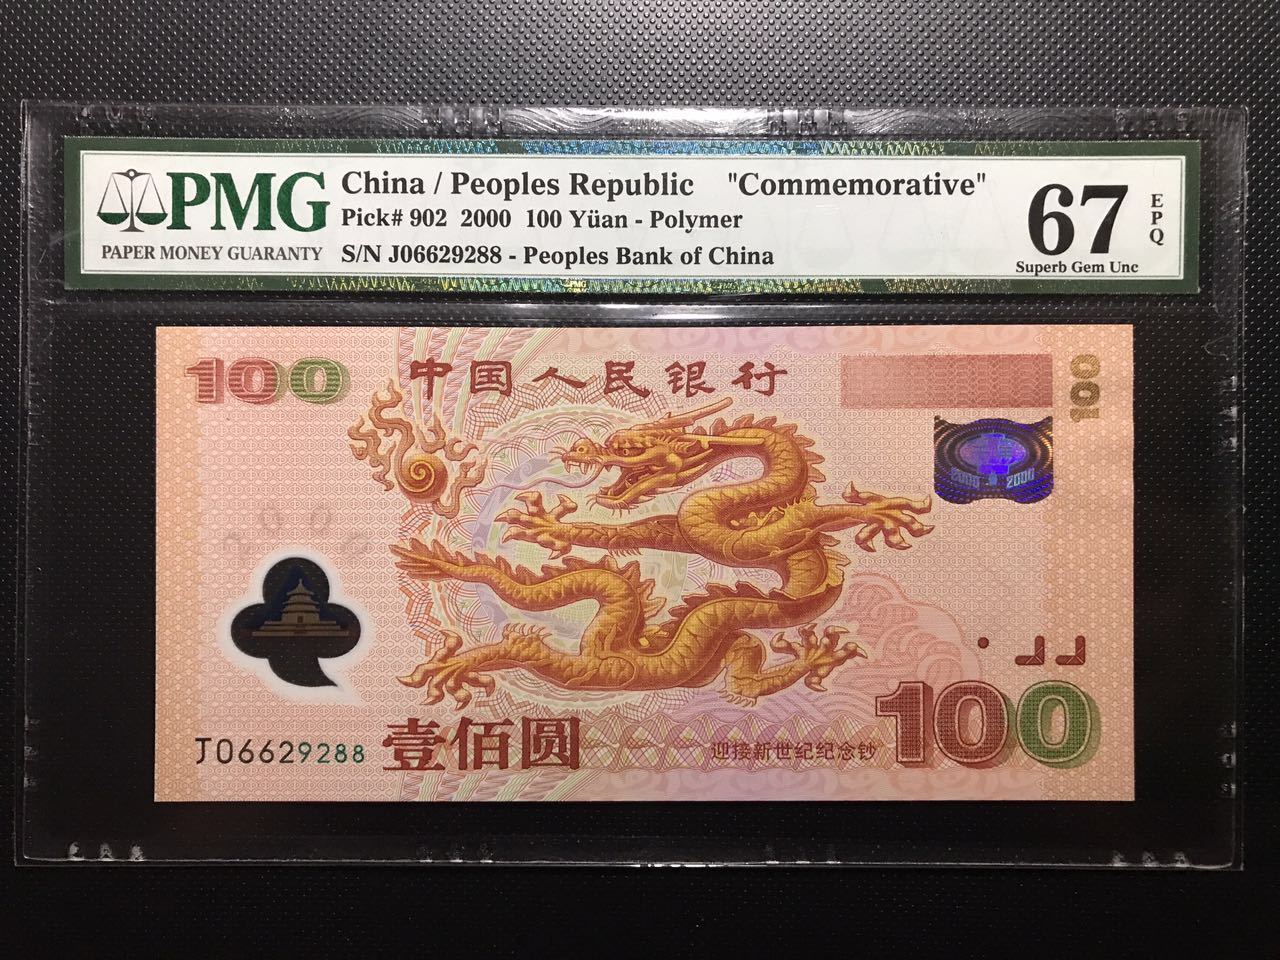 PMG
PAPER MONEY GUARANTY
China / Peoples Republic "Commemorative"
Pick# 902 2000 100 Yüan - Polymer
S/N J06629288 - Peoples Bank of China
67
EPQ
Superb Gem Unc
PMG
100
中国人民银行
100
2000 2000
J06629288
壹佰圆
迎接新世纪纪念钞
100